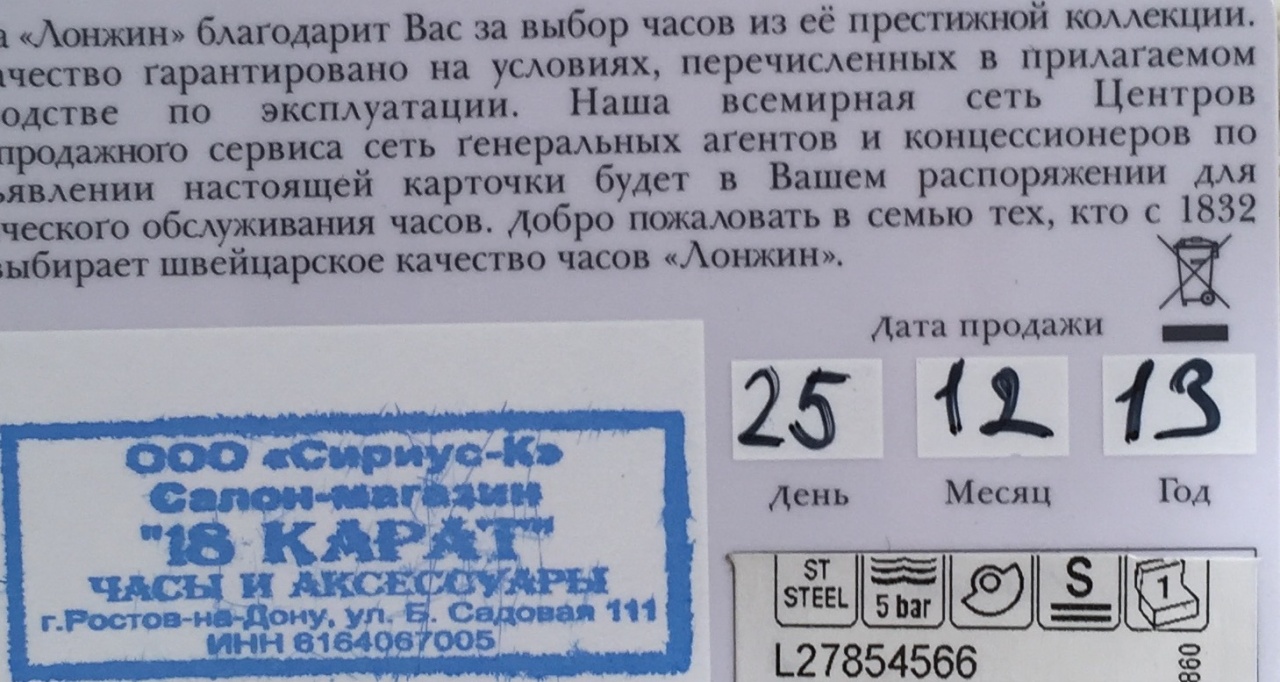 а «Лонжин» благодарит Вас за выбор часов из её престижной коллекции.
ачество гарантировано на условиях, перечисленных в прилагаемом
одстве по эксплуатации. Наша всемирная сеть Центров
продажного сервиса сеть генеральных агентов и концессионеров по
ъявлении настоящей карточки будет в Вашем распоряжении для
ческого обслуживания часов. Добро пожаловать в семью тех, кто с 1832
выбирает швейцарское качество часов «Лонжин».
Дата продажи
25 12 13
День Месяц Год
ООО «Сириус-К»
Салон-магазин
"18 КАРАТ"
ЧАСЫ И АКСЕССУАРЫ
г.Ростов-на-Дону, ул. Б. Садовая 111
ИНН 6164067005
ST
STEEL
5 bar
S
1
L27854566
860